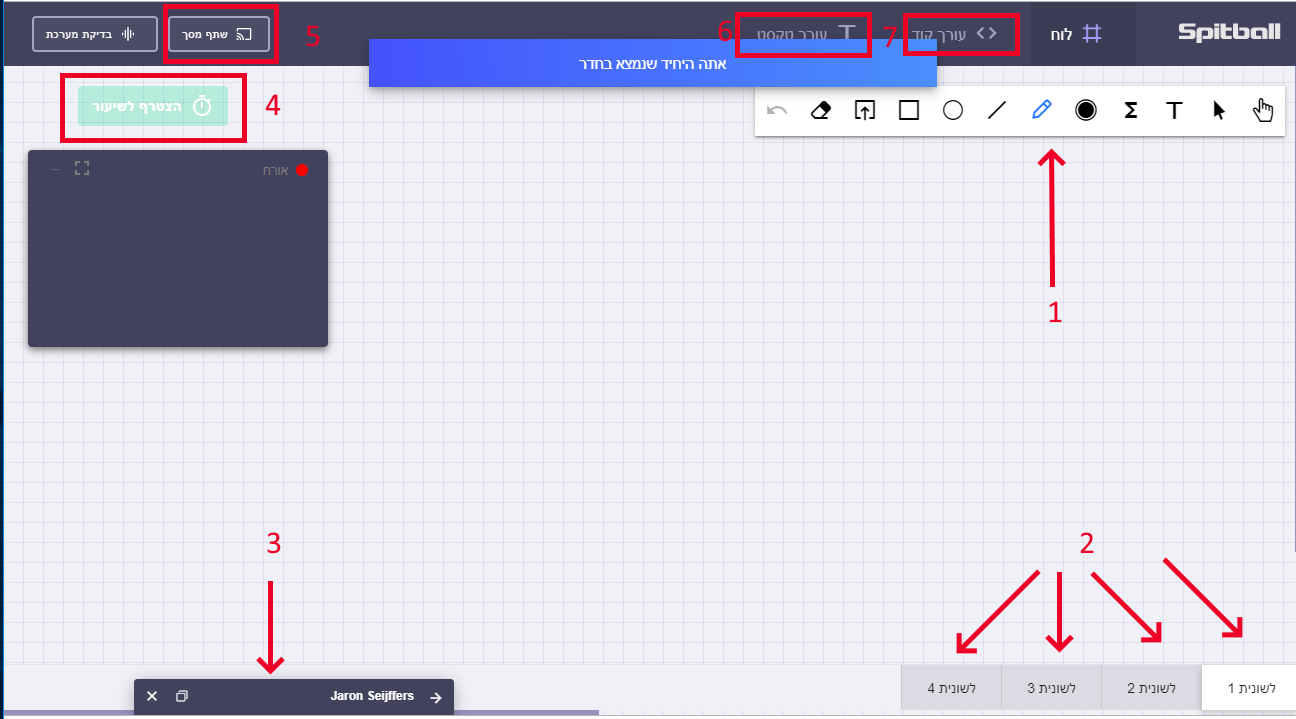 Spitball
לוח
עורך קוד
7
עורך טקסט
6
5
שתף מסך
בדיקת מערכת
אתה היחיד שנמצא בחדר
הצטרף לשיעור
4
Σ T
אורח
1
3
2
Jaron Seijffers
לשונית 1
לשונית 2
לשונית 3
לשונית 4